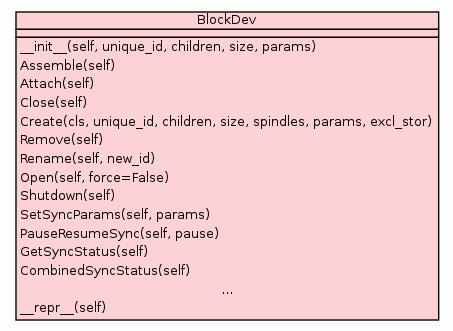 BlockDev
__init__(self, unique_id, children, size, params)
Assemble(self)
Attach(self)
Close(self)
Create(cls, unique_id, children, size, spindles, params, excl_stor)
Remove(self)
Rename(self, new_id)
Open(self, force=False)
Shutdown(self)
SetSyncParams(self, params)
PauseResumeSync(self, pause)
GetSyncStatus(self)
CombinedSyncStatus(self)
...
__repr__(self)